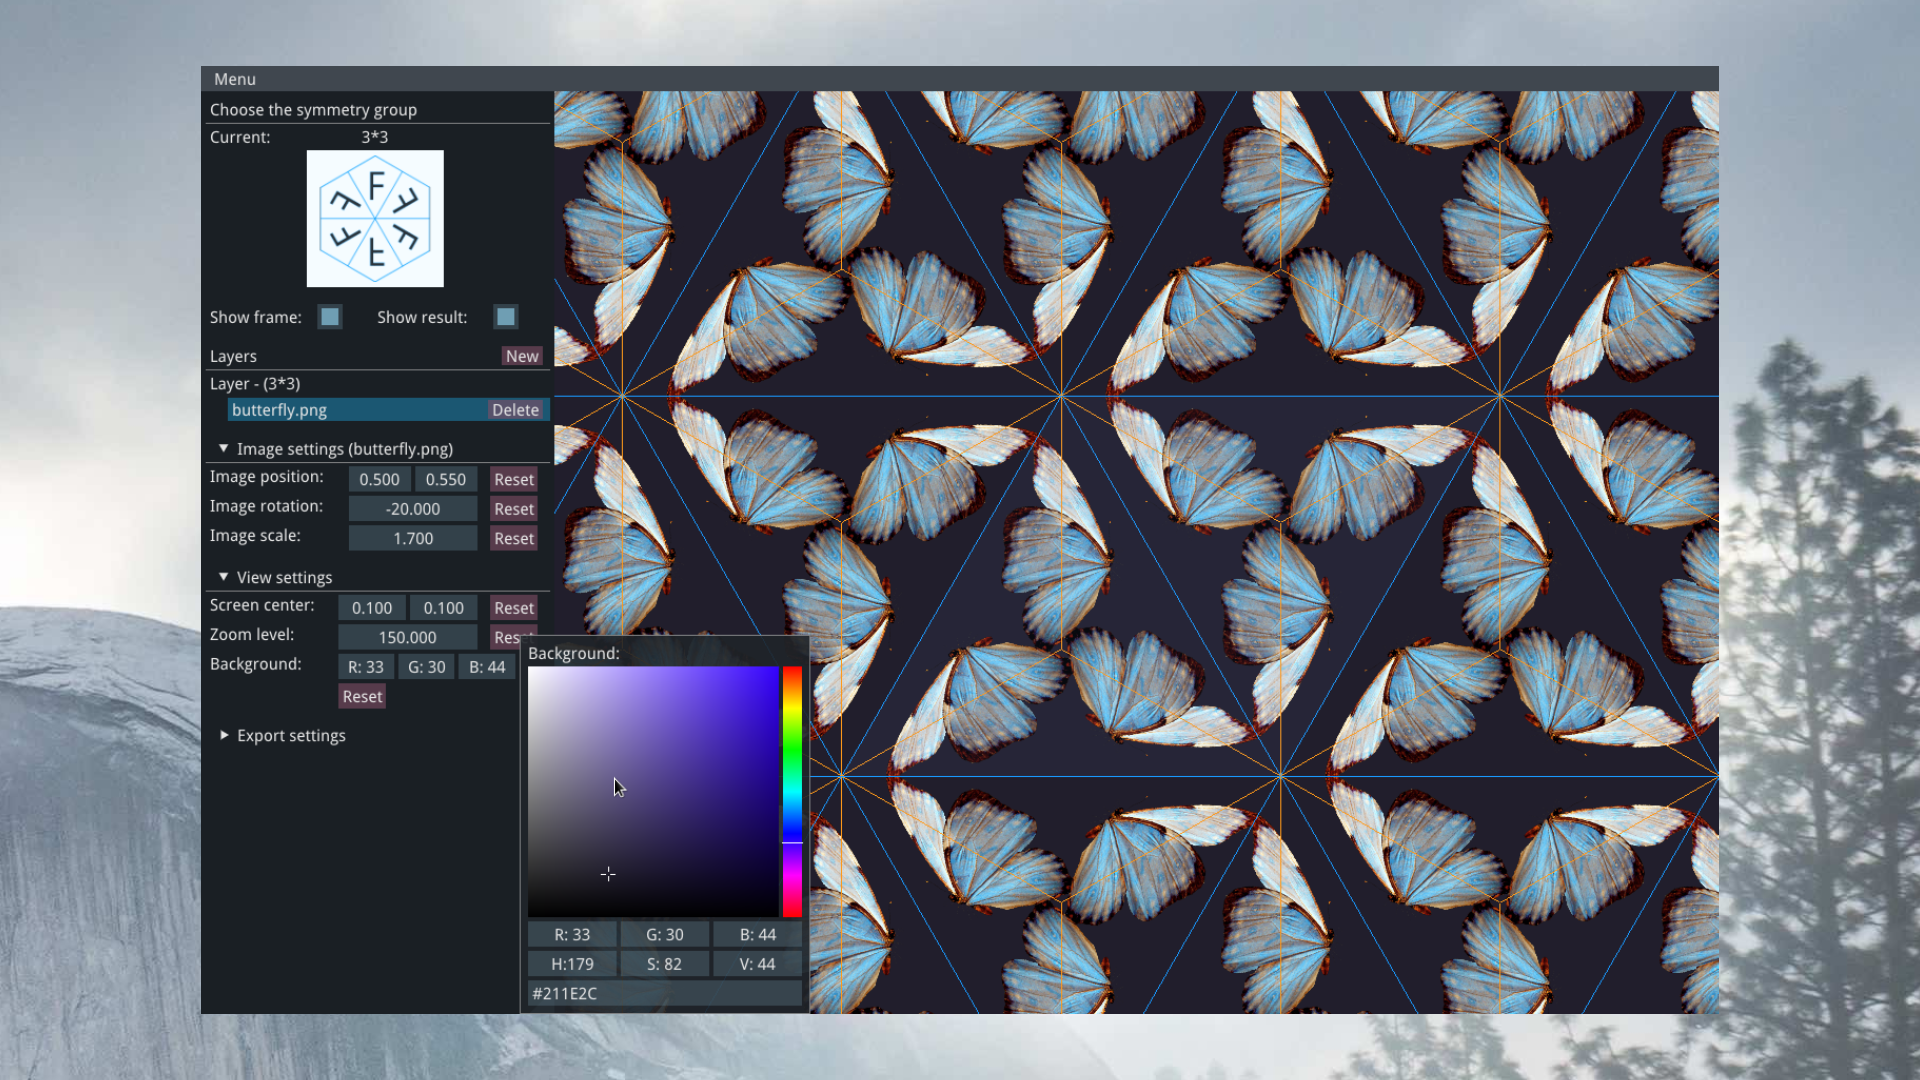 Menu
Choose the symmetry group
Current: 3*3
F
Show frame: Show result:
Layers New
Layer - (3*3)
butterfly.png Delete
Image settings (butterfly.png)
Image position: 0.500 0.550 Reset
Image rotation: -20.000 Reset
Image scale: 1.700 Reset
View settings
Screen center: 0.100 0.100 Reset
Zoom level: 150.000 Reset
Background: R: 33 G: 30 B: 44
Reset
Export settings
Background:
R: 33 G: 30 B: 44
H:179 S: 82 V: 44
#211E2C